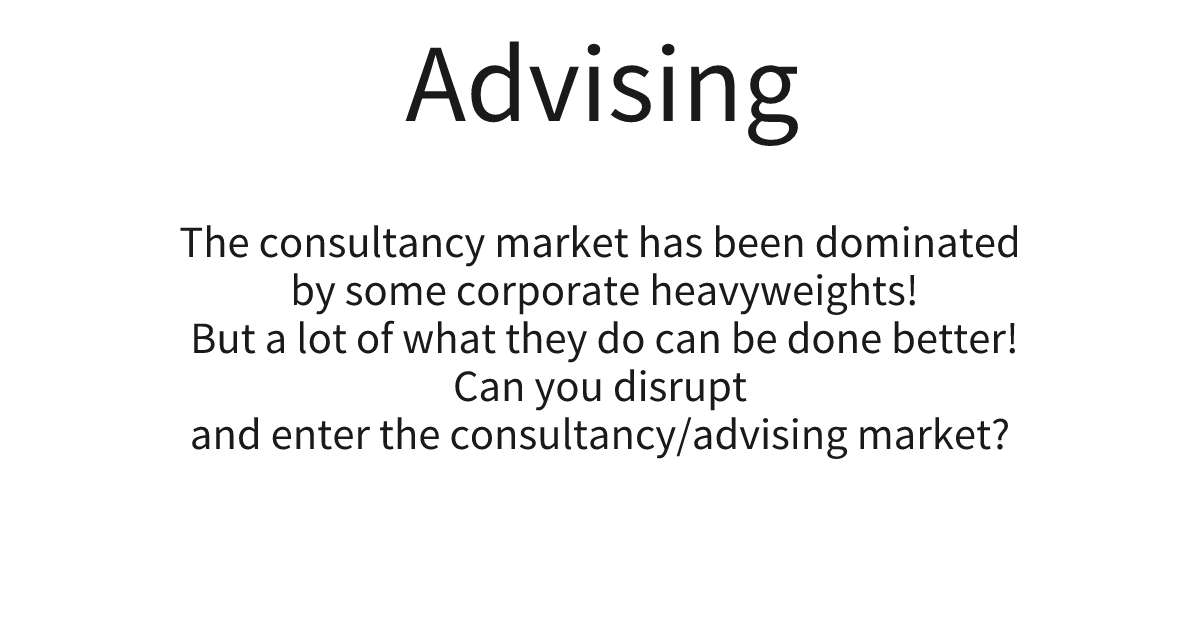 Advising
The consultancy market has been dominated
by some corporate heavyweights!
But a lot of what they do can be done better!
Can you disrupt
and enter the consultancy/advising market?